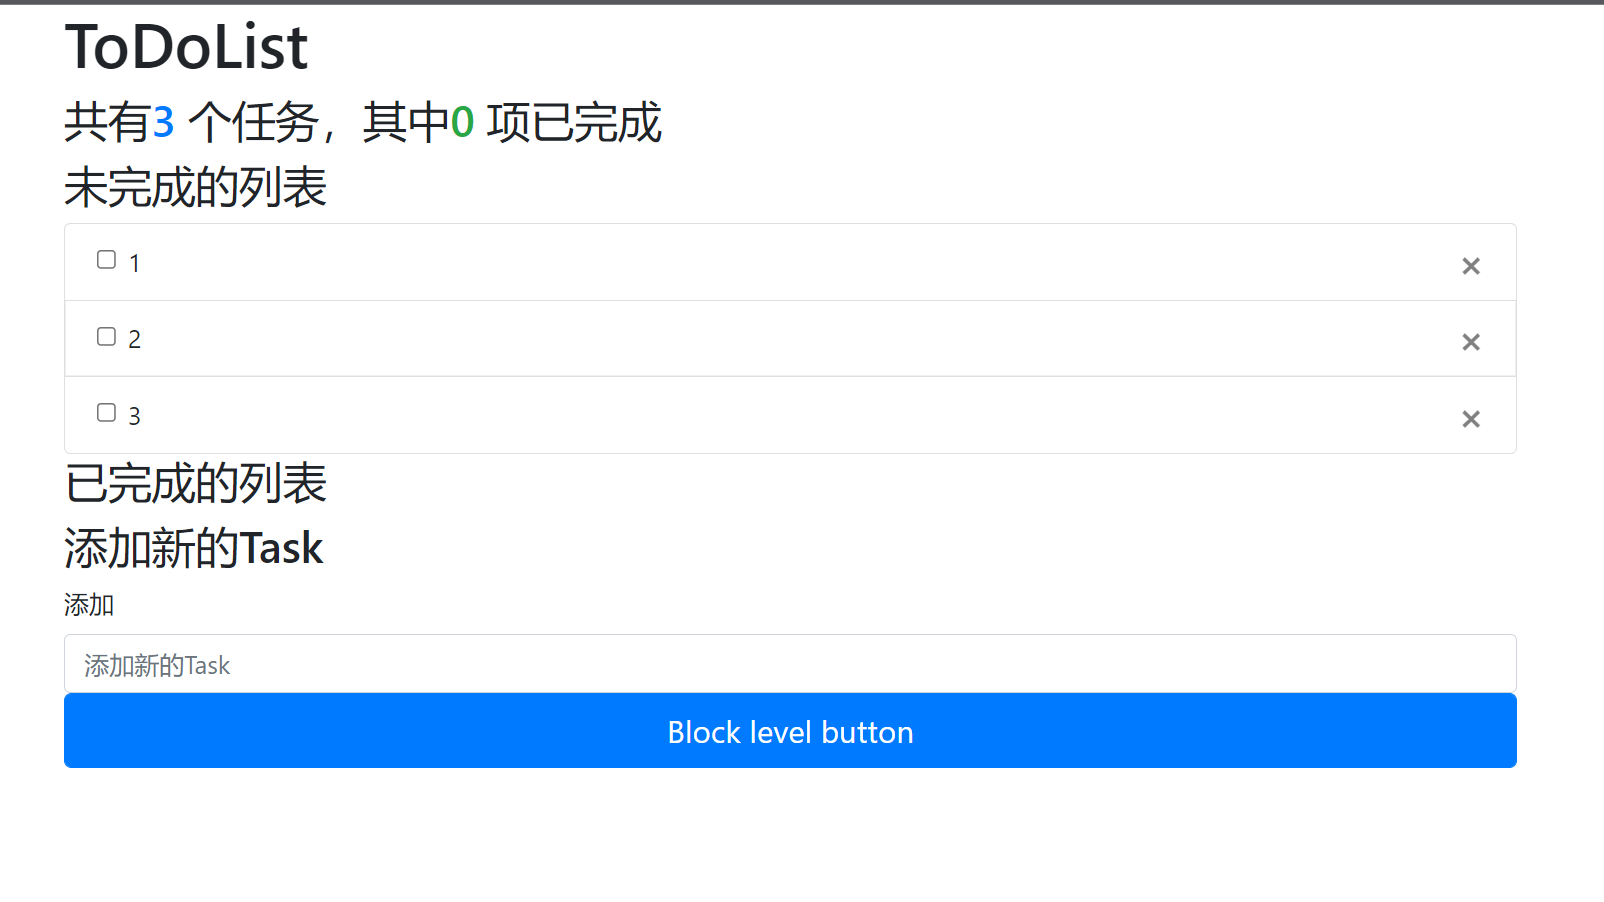 ToDoList
共有3 个任务，其中0 项已完成
未完成的列表
1
2
3
已完成的列表
添加新的Task
添加
添加新的Task
Block level button